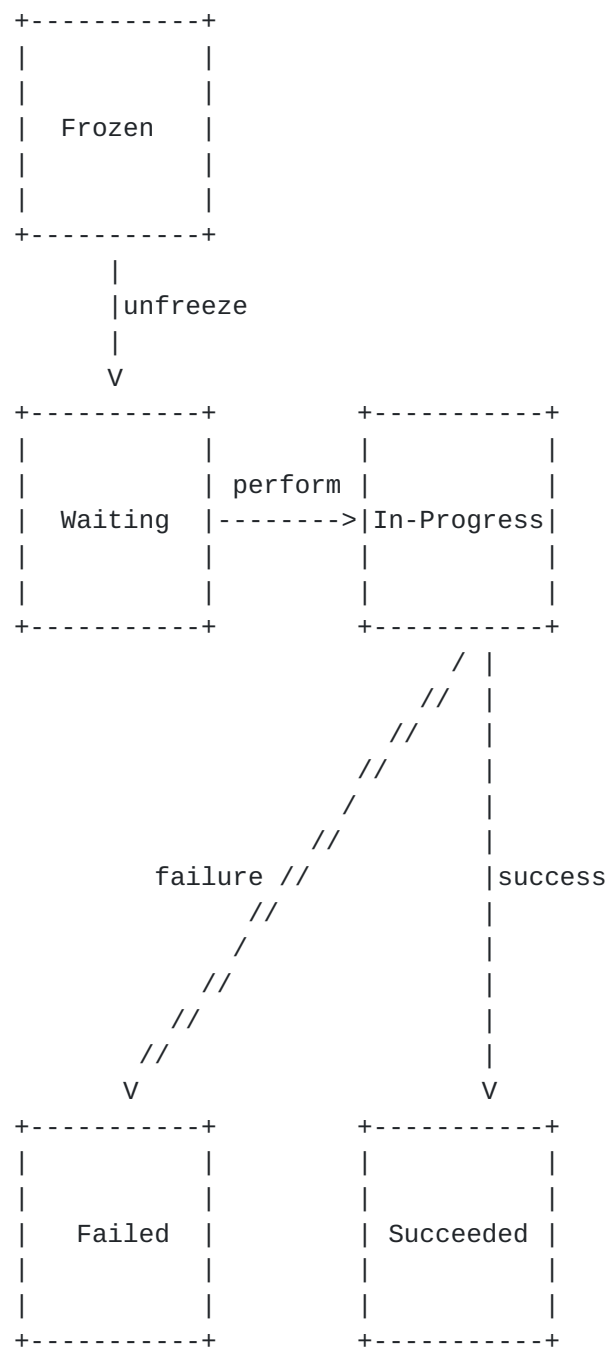 Frozen
unfreeze
perform
Waiting
In-Progress
failure
success
Failed
Succeeded